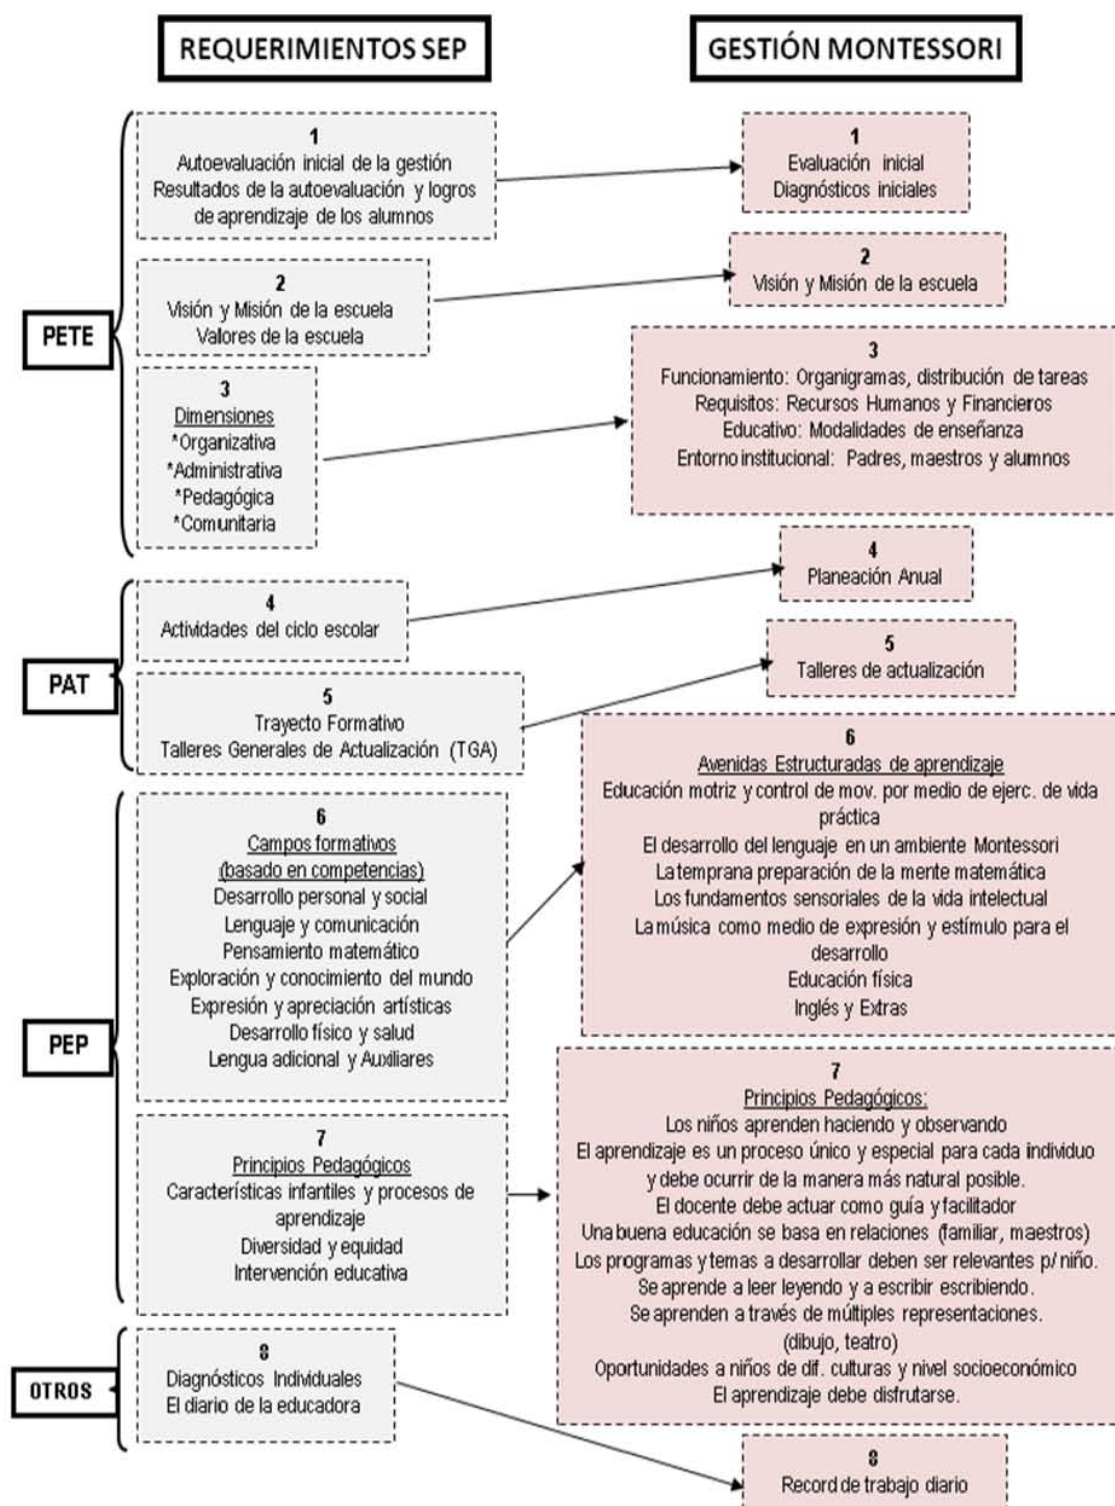 REQUERIMIENTOS SEP
GESTIÓN MONTESSORI
PETE
1
Autoevaluación inicial de la gestión
Resultados de la autoevaluación y logros
de aprendizaje de los alumnos
1
Evaluación inicial
Diagnósticos iniciales
2
Visión y Misión de la escuela
Valores de la escuela
2
Visión y Misión de la escuela
3
Dimensiones
*Organizativa
*Administrativa
*Pedagógica
*Comunitaria
3
Funcionamiento: Organigramas, distribución de tareas
Requisitos: Recursos Humanos y Financieros
Educativo: Modalidades de enseñanza
Entorno institucional: Padres, maestros y alumnos
PAT
4
Actividades del ciclo escolar
4
Planeación Anual
5
Trayecto Formativo
Talleres Generales de Actualización (TGA)
5
Talleres de actualización
PEP
6
Campos formativos
(basado en competencias)
Desarrollo personal y social
Lenguaje y comunicación
Pensamiento matemático
Exploración y conocimiento del mundo
Expresión y apreciación artísticas
Desarrollo físico y salud
Lengua adicional y Auxiliares
6
Avenidas Estructuradas de aprendizaje
Educación motriz y control de mov. por medio de ejerc. de vida
práctica
El desarrollo del lenguaje en un ambiente Montessori
La temprana preparación de la mente matemática
Los fundamentos sensoriales de la vida intelectual
La música como medio de expresión y estímulo para el
desarrollo
Educación física
Inglés y Extras
7
Principios Pedagógicos
Características infantiles y procesos de
aprendizaje
Diversidad y equidad
Intervención educativa
7
Principios Pedagógicos:
Los niños aprenden haciendo y observando
El aprendizaje es un proceso único y especial para cada individuo
y debe ocurrir de la manera más natural posible.
El docente debe actuar como guía y facilitador
Una buena educación se basa en relaciones (familiar, maestros)
Los programas y temas a desarrollar deben ser relevantes p/ niño.
Se aprende a leer leyendo y a escribir escribiendo.
Se aprenden a través de múltiples representaciones.
(dibujo, teatro)
Oportunidades a niños de dif. culturas y nivel socioeconómico
El aprendizaje debe disfrutarse.
OTROS
8
Diagnósticos Individuales
El diario de la educadora
8
Record de trabajo diario